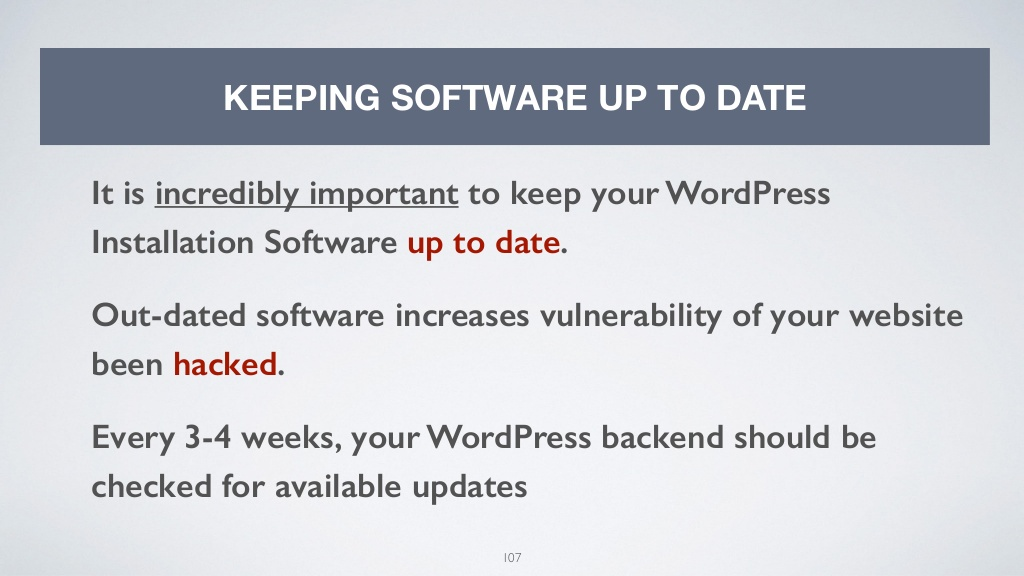 KEEPING SOFTWARE UP TO DATE
It is incredibly important to keep your WordPress
Installation Software up to date.
Out-dated software increases vulnerability of your website
been hacked.
Every 3-4 weeks, your WordPress backend should be
checked for available updates
107